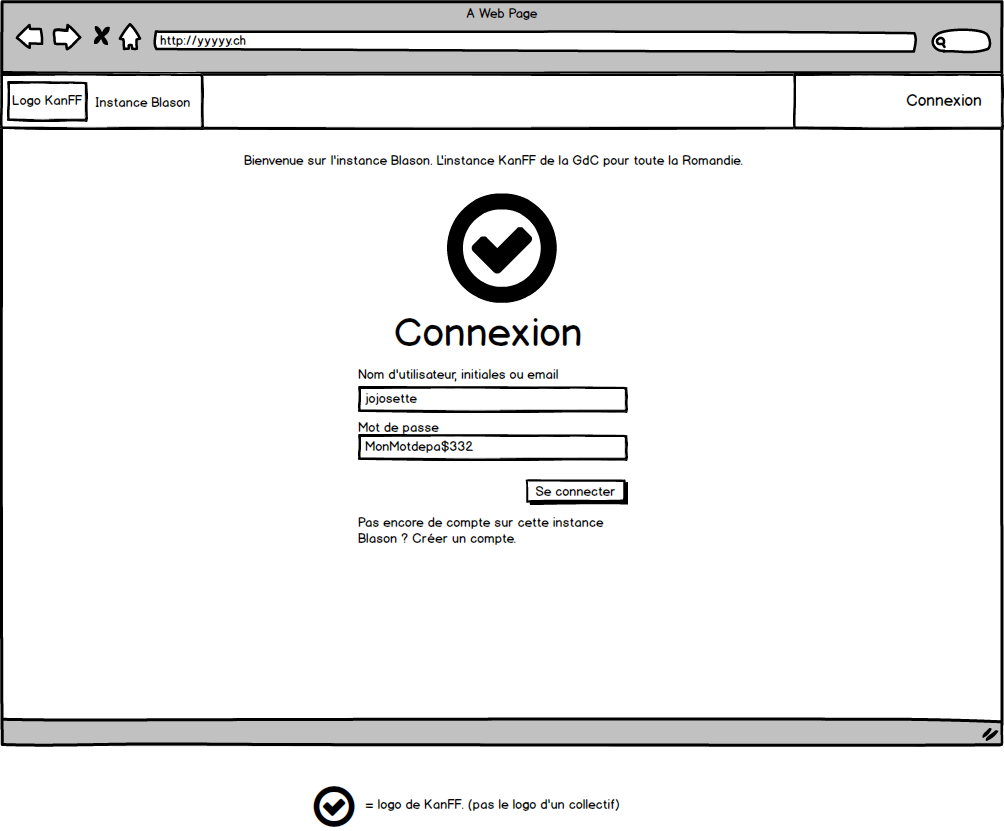 A Web Page
http://yyyyy.ch
Logo KanFF
Instance Blason
Connexion
Bienvenue sur l'instance Blason. L'instance KanFF de la GdC pour toute la Romandie.
Connexion
Nom d'utilisateur, initiales ou email
jojosette
Mot de passe
MonMotdepa$332
Se connecter
Pas encore de compte sur cette instance
Blason ? Créer un compte.
= logo de KanFF. (pas le logo d'un collectif)